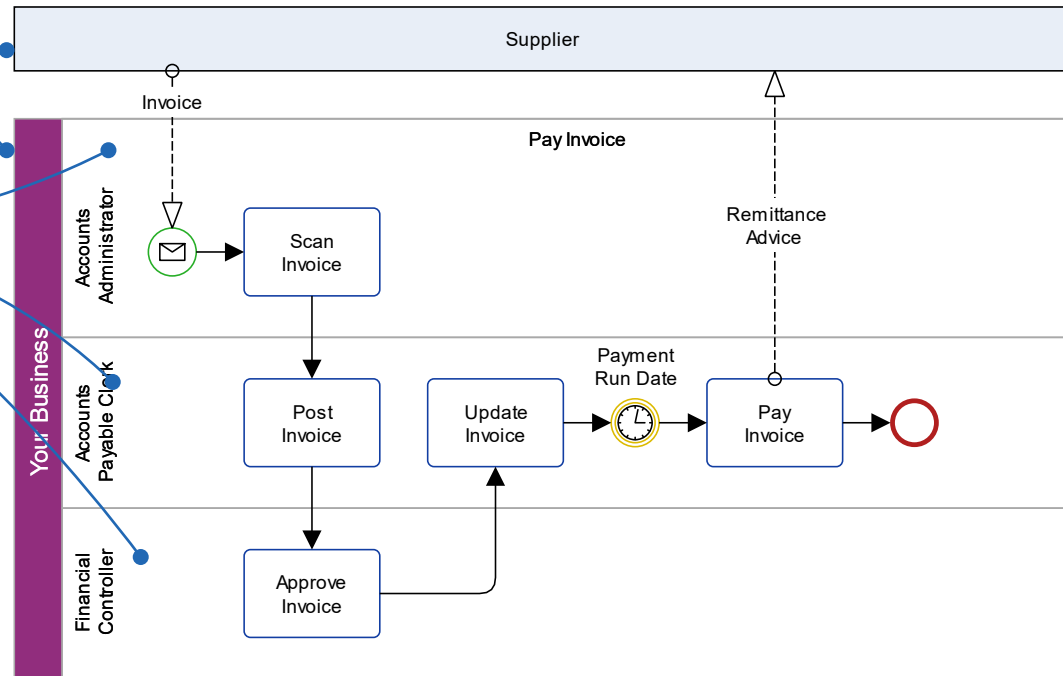 Supplier
Invoice
Pay Invoice
Your Business
Accounts
Administrator
Scan
Invoice
Remittance
Advice
Accounts
Payable Clerk
Post
Invoice
Update
Invoice
Payment
Run Date
Pay
Invoice
Financial
Controller
Approve
Invoice